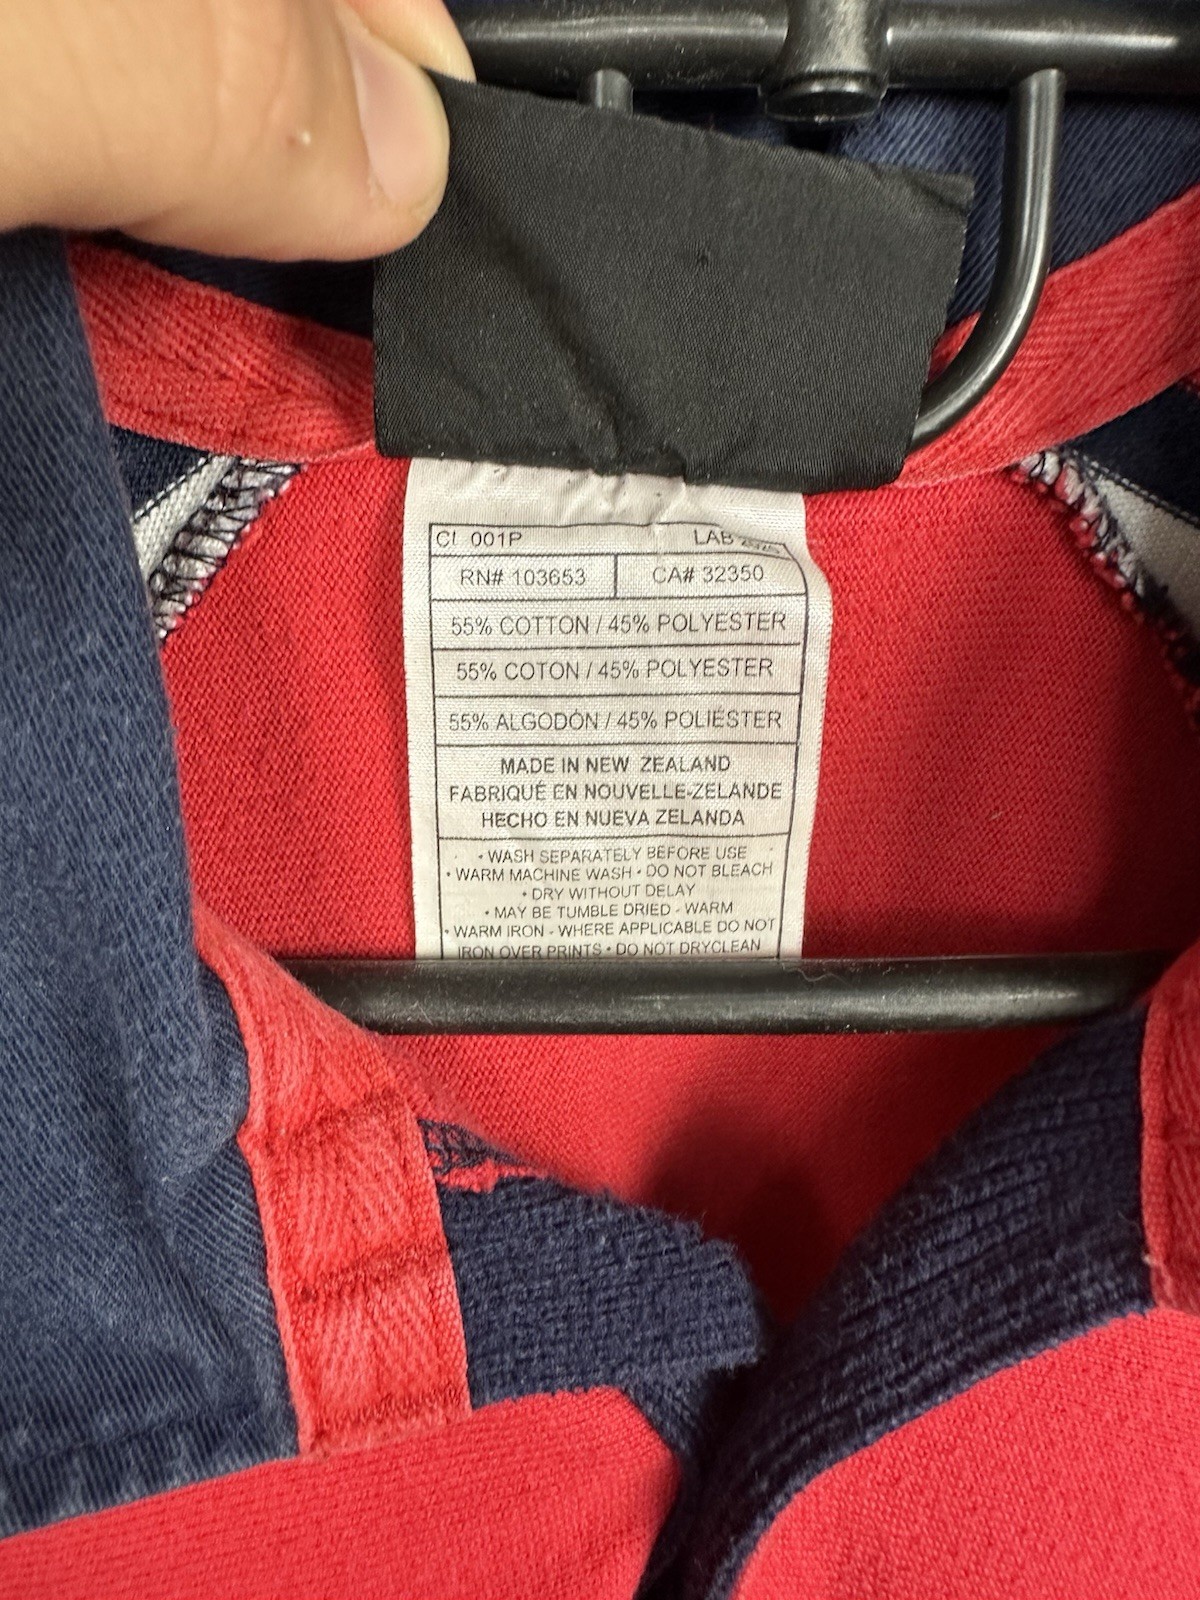 CL 001P LAB 2020
RN# 103653 CA# 32350
55% COTTON / 45% POLYESTER
55% COTON / 45% POLYESTER
55% ALGODÓN / 45% POLIÉSTER
MADE IN NEW ZEALAND
FABRIQUÉ EN NOUVELLE-ZELANDE
HECHO EN NUEVA ZELANDA
• WASH SEPARATELY BEFORE USE
• WARM MACHINE WASH • DO NOT BLEACH
• DRY WITHOUT DELAY
• MAY BE TUMBLE DRIED - WARM
• WARM IRON - WHERE APPLICABLE DO NOT
IRON OVER PRINTS • DO NOT DRYCLEAN